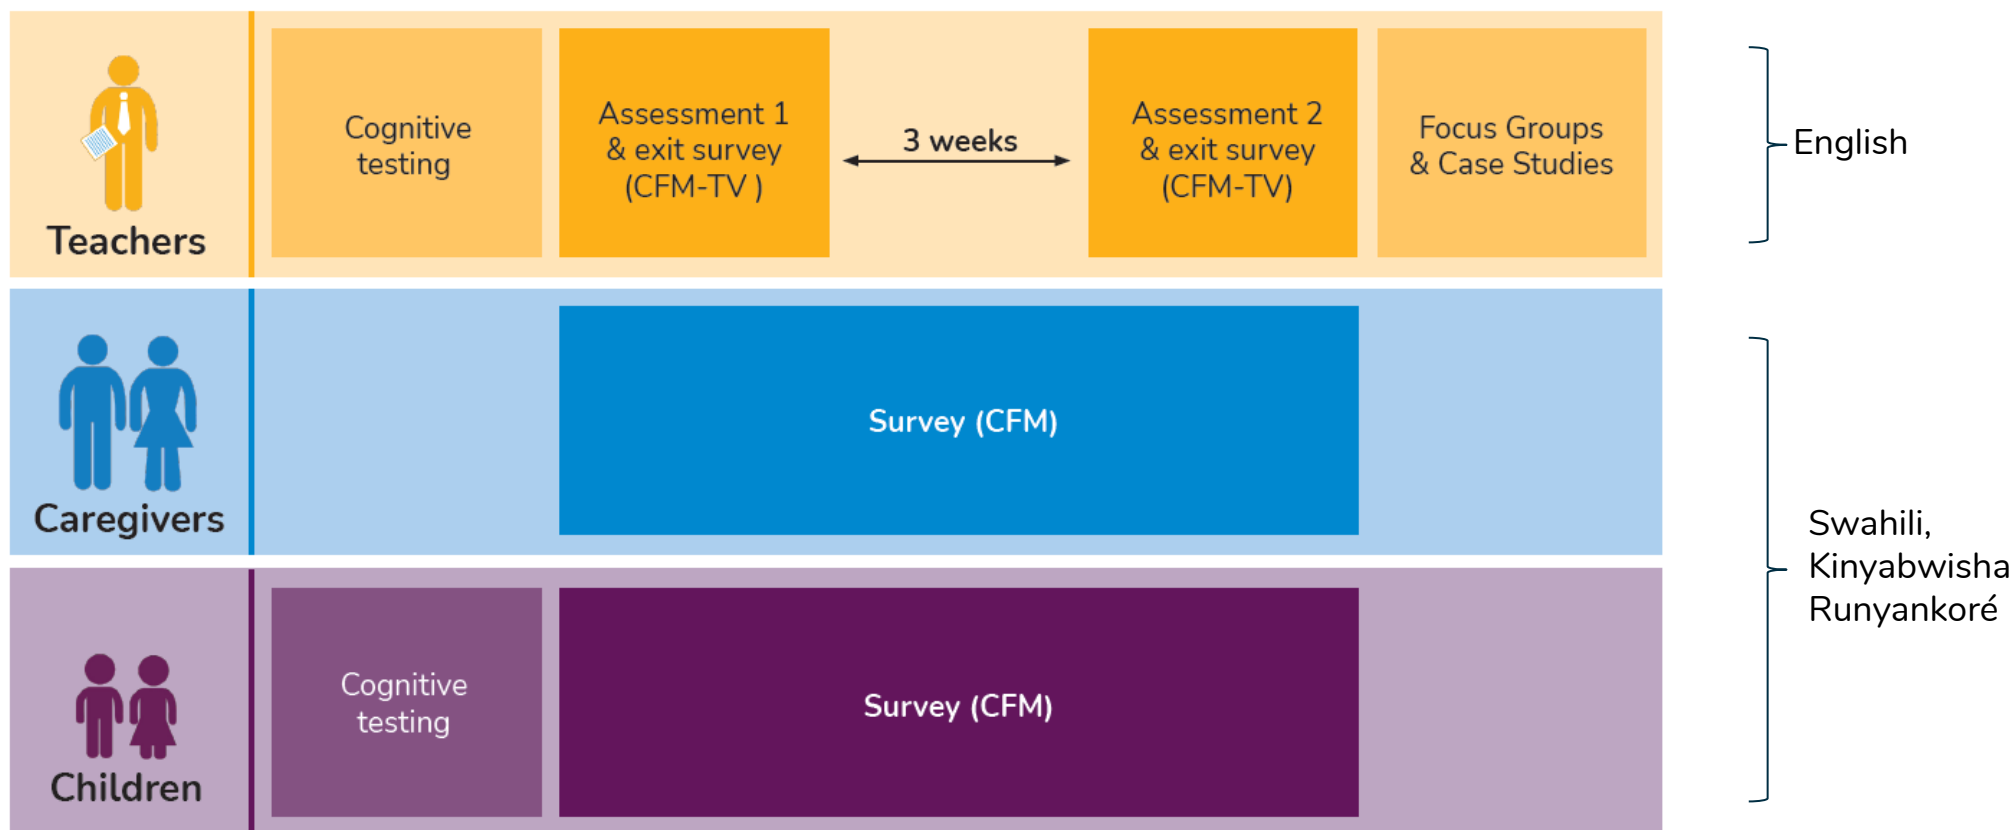 Teachers
Cognitive
testing
Assessment 1
& exit survey
(CFM-TV )
3 weeks
Assessment 2
& exit survey
(CFM-TV)
Focus Groups
& Case Studies
English
Caregivers
Survey (CFM)
Swahili,
Kinyabwisha
Runyankoré
Children
Cognitive
testing
Survey (CFM)